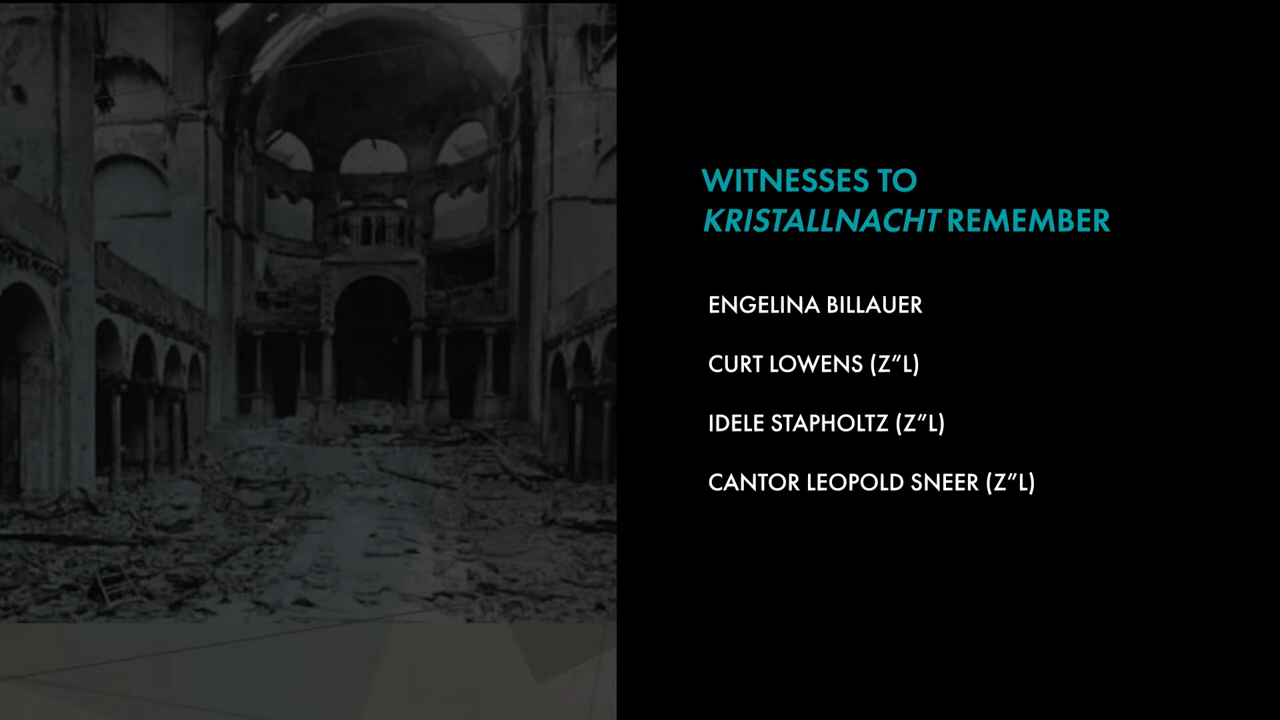 WITNESSES TO
KRISTALLNACHT REMEMBER
ENGELINA BILLAUER
CURT LOWENS (Z”L)
IDELE STAPHOLTZ (Z”L)
CANTOR LEOPOLD SNEER (Z”L)